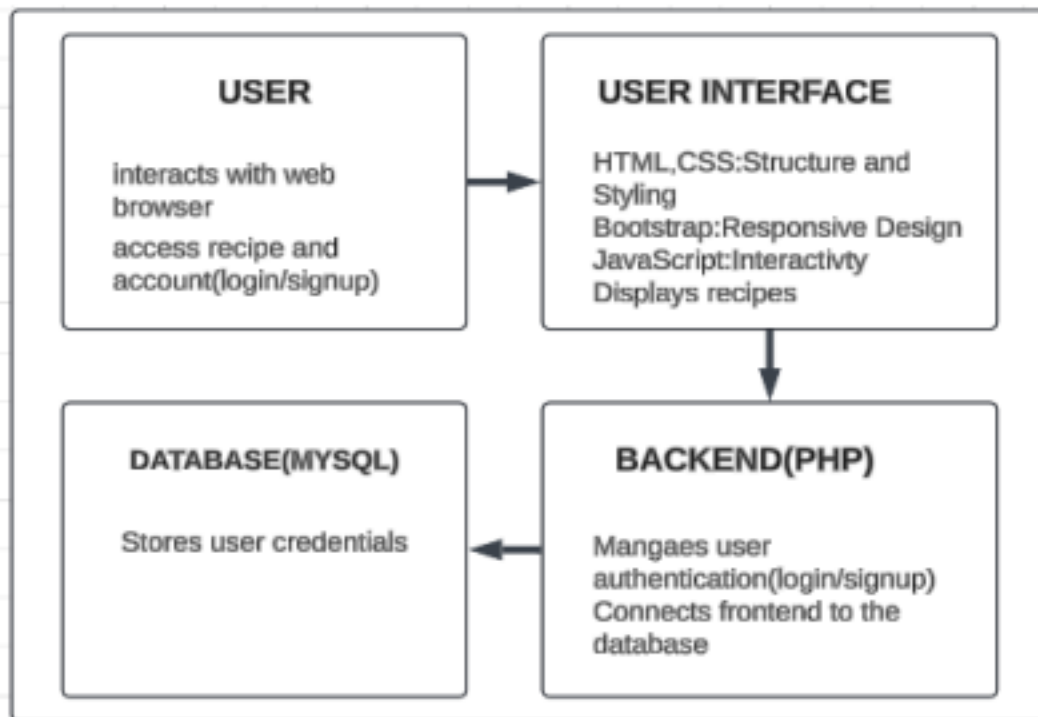 USER
interacts with web
browser
access recipe and
account(login/signup)
USER INTERFACE
HTML,CSS:Structure and
Styling
Bootstrap:Responsive Design
JavaScript:Interactivty
Displays recipes
BACKEND(PHP)
Mangaes user
authentication(login/signup)
Connects frontend to the
database
DATABASE(MYSQL)
Stores user credentials